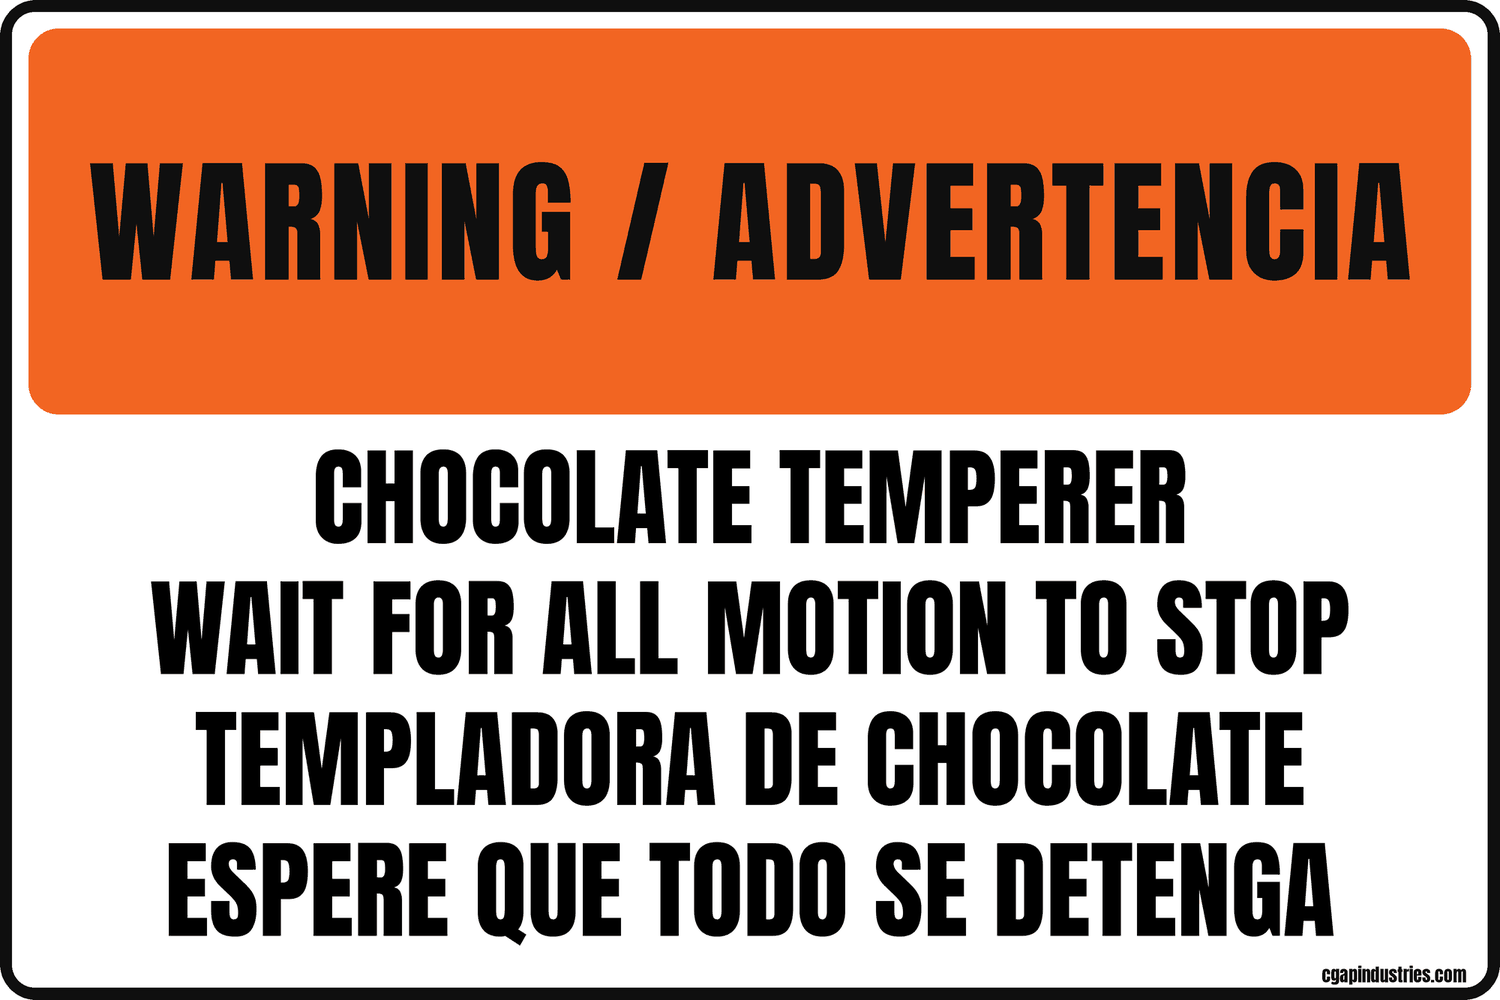 WARNING / ADVERTENCIA
CHOCOLATE TEMPERER
WAIT FOR ALL MOTION TO STOP
TEMPLADORA DE CHOCOLATE
ESPERE QUE TODO SE DETENGA
cgapindustries.com